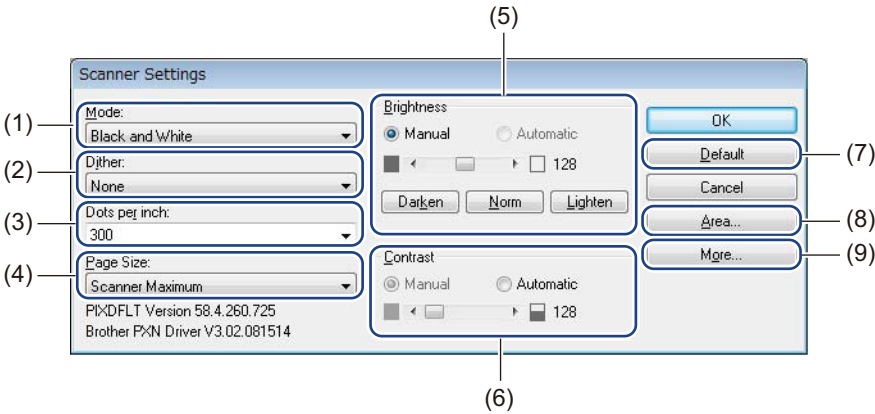 (5)
Scanner Settings
(1)
Mode:
Black and White
(2)
Dither:
None
(3)
Dots per inch:
300
(4)
Page Size:
Scanner Maximum
PIXDFLT Version 58.4.260.725
Brother PXN Driver V3.02.081514
Brightness
Manual Automatic
128
Darken Norm Lighten
Contrast
Manual Automatic
128
(6)
OK
Default (7)
Cancel
Area... (8)
More... (9)